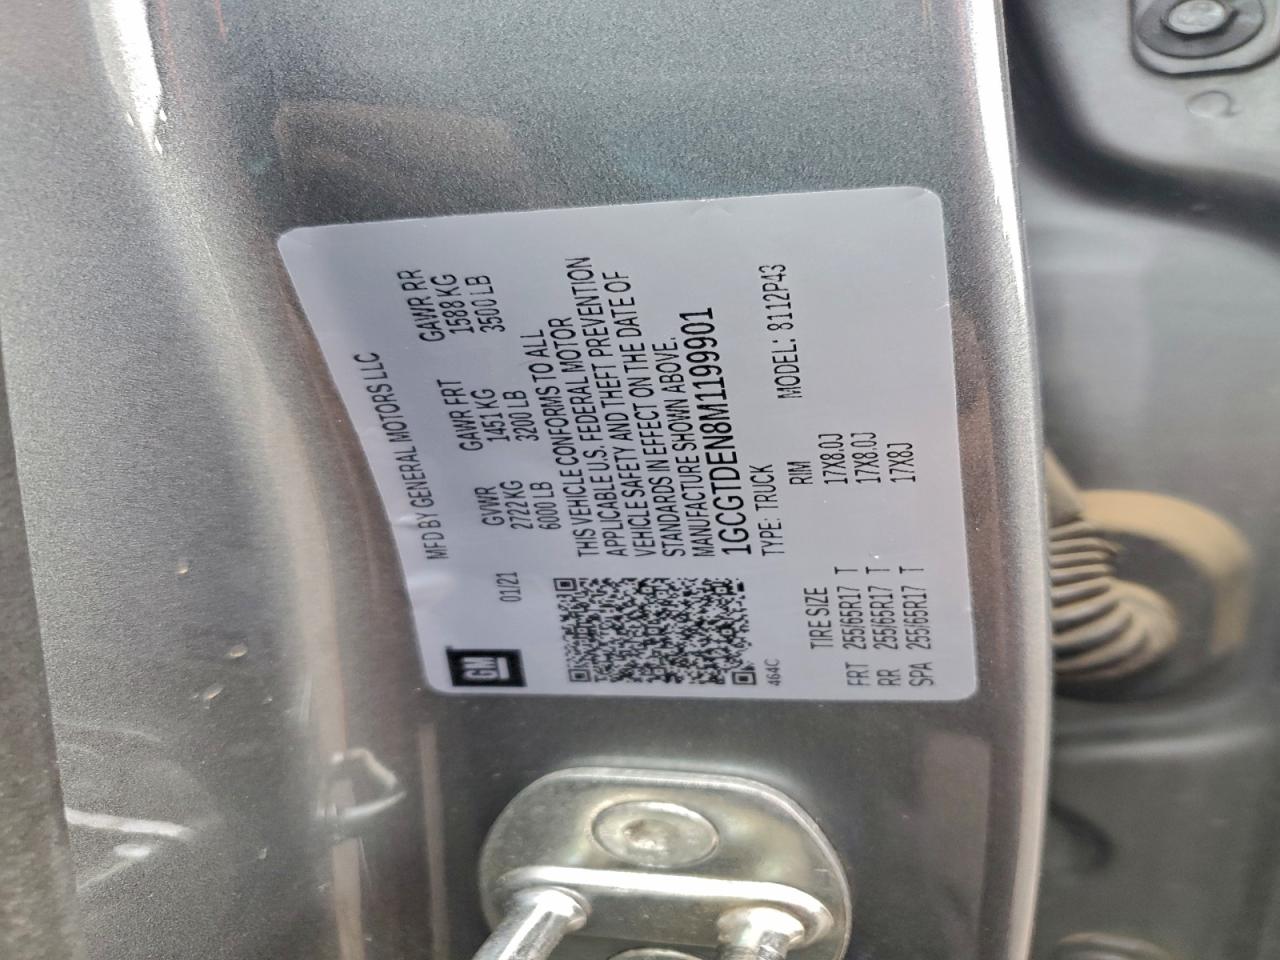 GM
MFD BY GENERAL MOTORS LLC
01/21 GVWR GAWR FRT GAWR RR
2722 KG 1451 KG 1588 KG
6000 LB 3200 LB 3500 LB
THIS VEHICLE CONFORMS TO ALL
APPLICABLE U.S. FEDERAL MOTOR
VEHICLE SAFETY AND THEFT PREVENTION
STANDARDS IN EFFECT ON THE DATE OF
MANUFACTURE SHOWN ABOVE.
1GCGTDEN8M1199901
464C TYPE: TRUCK MODEL: 8112P43
TIRE SIZE RIM
FRT 255/65R17 T 17X8.0J
RR 255/65R17 T 17X8.0J
SPA 255/65R17 T 17X8J